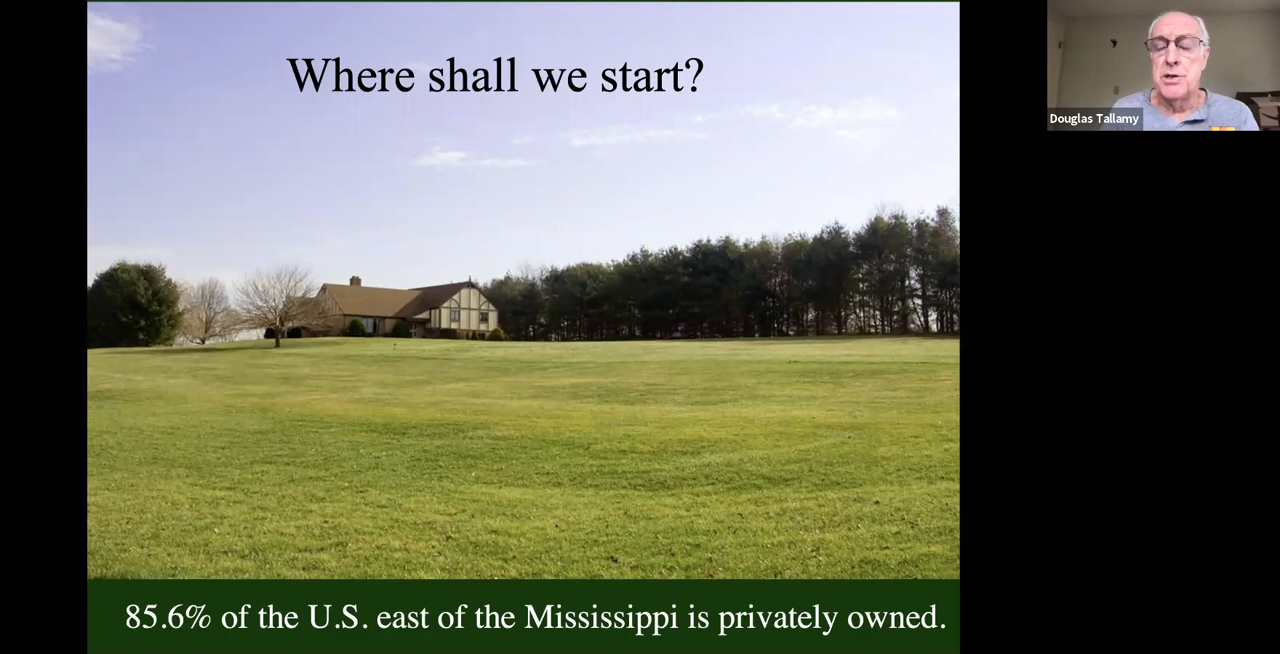 Where shall we start?
Douglas Tallamy
85.6% of the U.S. east of the Mississippi is privately owned.